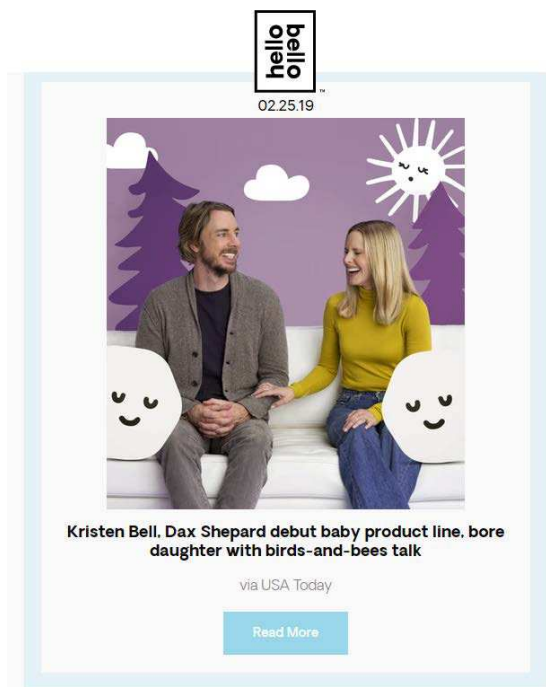 hello
bello
™
02.25.19
Kristen Bell, Dax Shepard debut baby product line, bore
daughter with birds-and-bees talk
via USA Today
Read More